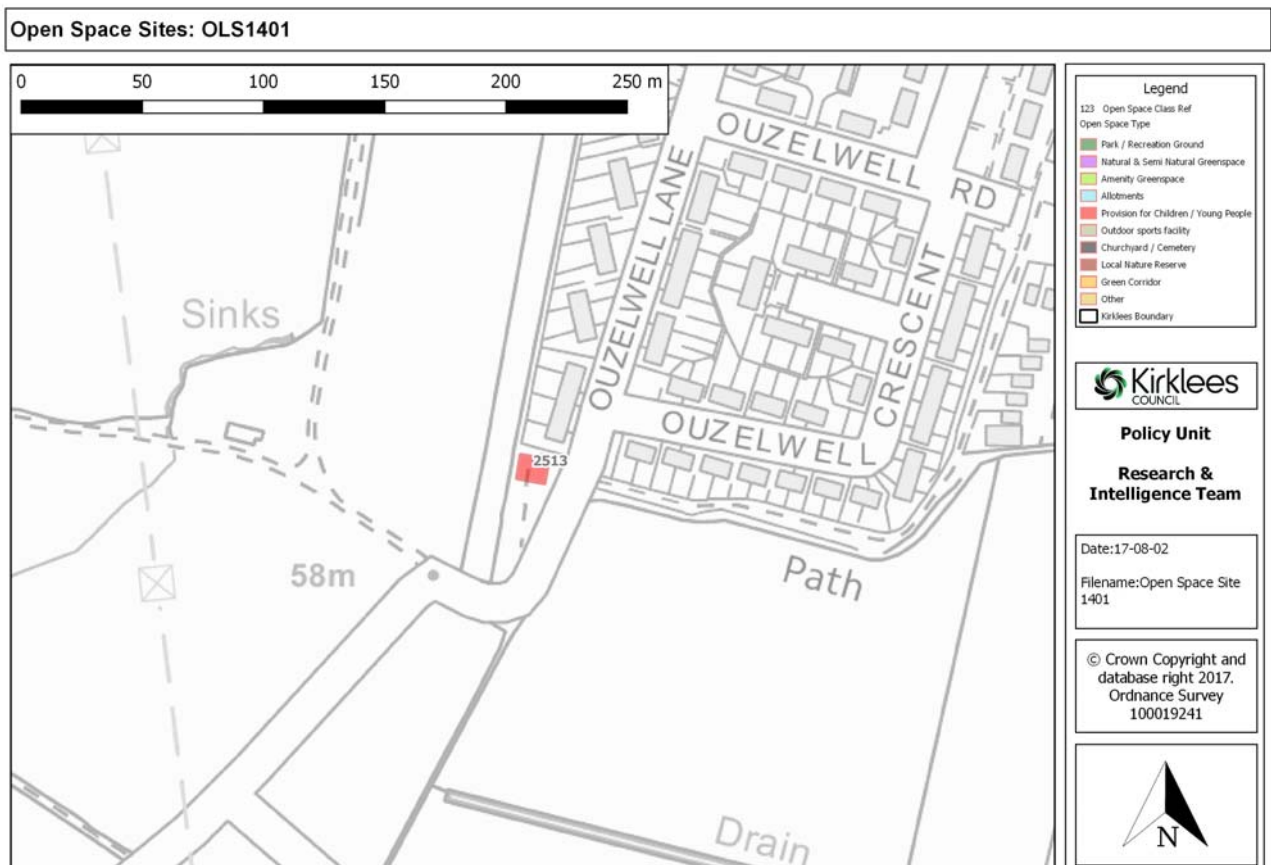 Open Space Sites: OLS1401
0 50 100 150 200 250 m
OUZELWELL RD
OUZELWELL LANE
CRESCENT
OUZELWELL
Sinks
2513
58m
Path
Drain
Legend
123 Open Space Class Ref
Open Space Type
Park / Recreation Ground
Natural & Semi Natural Greenspace
Amenity Greenspace
Allotments
Provision for Children / Young People
Outdoor sports facility
Churchyard / Cemetery
Local Nature Reserve
Green Corridor
Other
Kirklees Boundary
Kirklees
COUNCIL
Policy Unit
Research &
Intelligence Team
Date:17-08-02
Filename:Open Space Site
1401
© Crown Copyright and
database right 2017.
Ordnance Survey
100019241
N